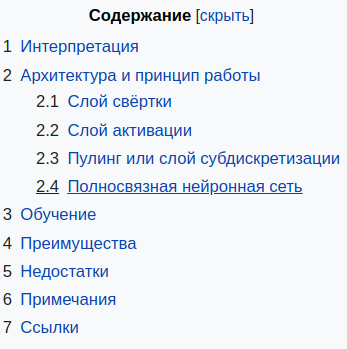 Содержание [скрыть]
1 Интерпретация
2 Архитектура и принцип работы
2.1 Слой свёртки
2.2 Слой активации
2.3 Пулинг или слой субдискретизации
2.4 Полносвязная нейронная сеть
3 Обучение
4 Преимущества
5 Недостатки
6 Примечания
7 Ссылки